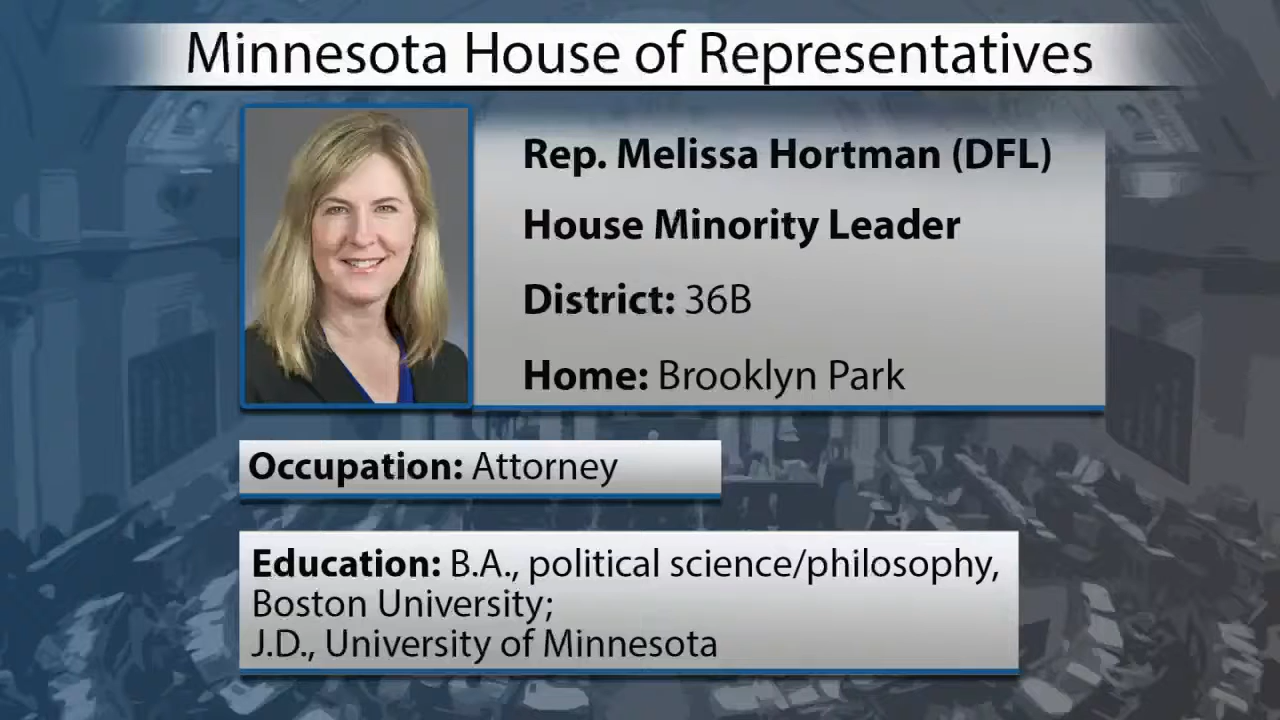 Minnesota House of Representatives
Rep. Melissa Hortman (DFL)
House Minority Leader
District: 36B
Home: Brooklyn Park
Occupation: Attorney
Education: B.A., political science/philosophy,
Boston University;
J.D., University of Minnesota